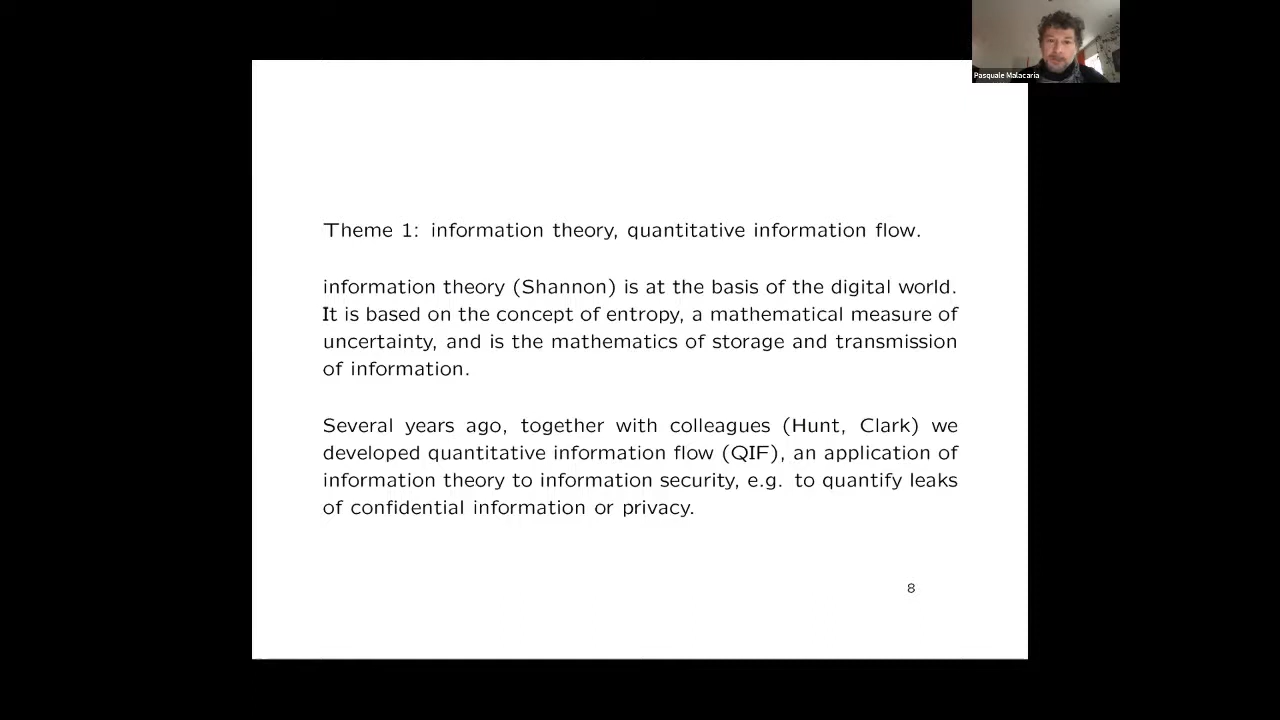 Pasquale Malacaria
Theme 1: information theory, quantitative information flow.
information theory (Shannon) is at the basis of the digital world.
It is based on the concept of entropy, a mathematical measure of
uncertainty, and is the mathematics of storage and transmission
of information.
Several years ago, together with colleagues (Hunt, Clark) we
developed quantitative information flow (QIF), an application of
information theory to information security, e.g. to quantify leaks
of confidential information or privacy.
8